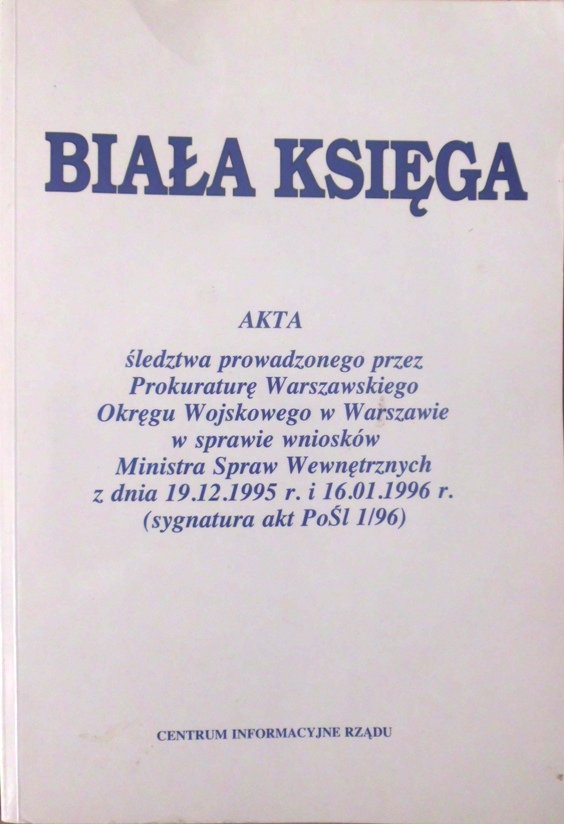 BIAŁA KSIĘGA
AKTA
śledztwa prowadzonego przez
Prokuraturę Warszawskiego
Okręgu Wojskowego w Warszawie
w sprawie wniosków
Ministra Spraw Wewnętrznych
z dnia 19.12.1995 r. i 16.01.1996 r.
(sygnatura akt PoŚl 1/96)
CENTRUM INFORMACYJNE RZĄDU